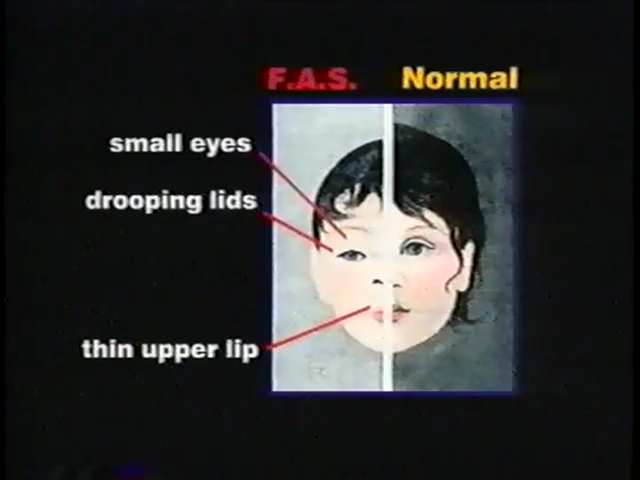 F.A.S. Normal
small eyes
drooping lids
thin upper lip